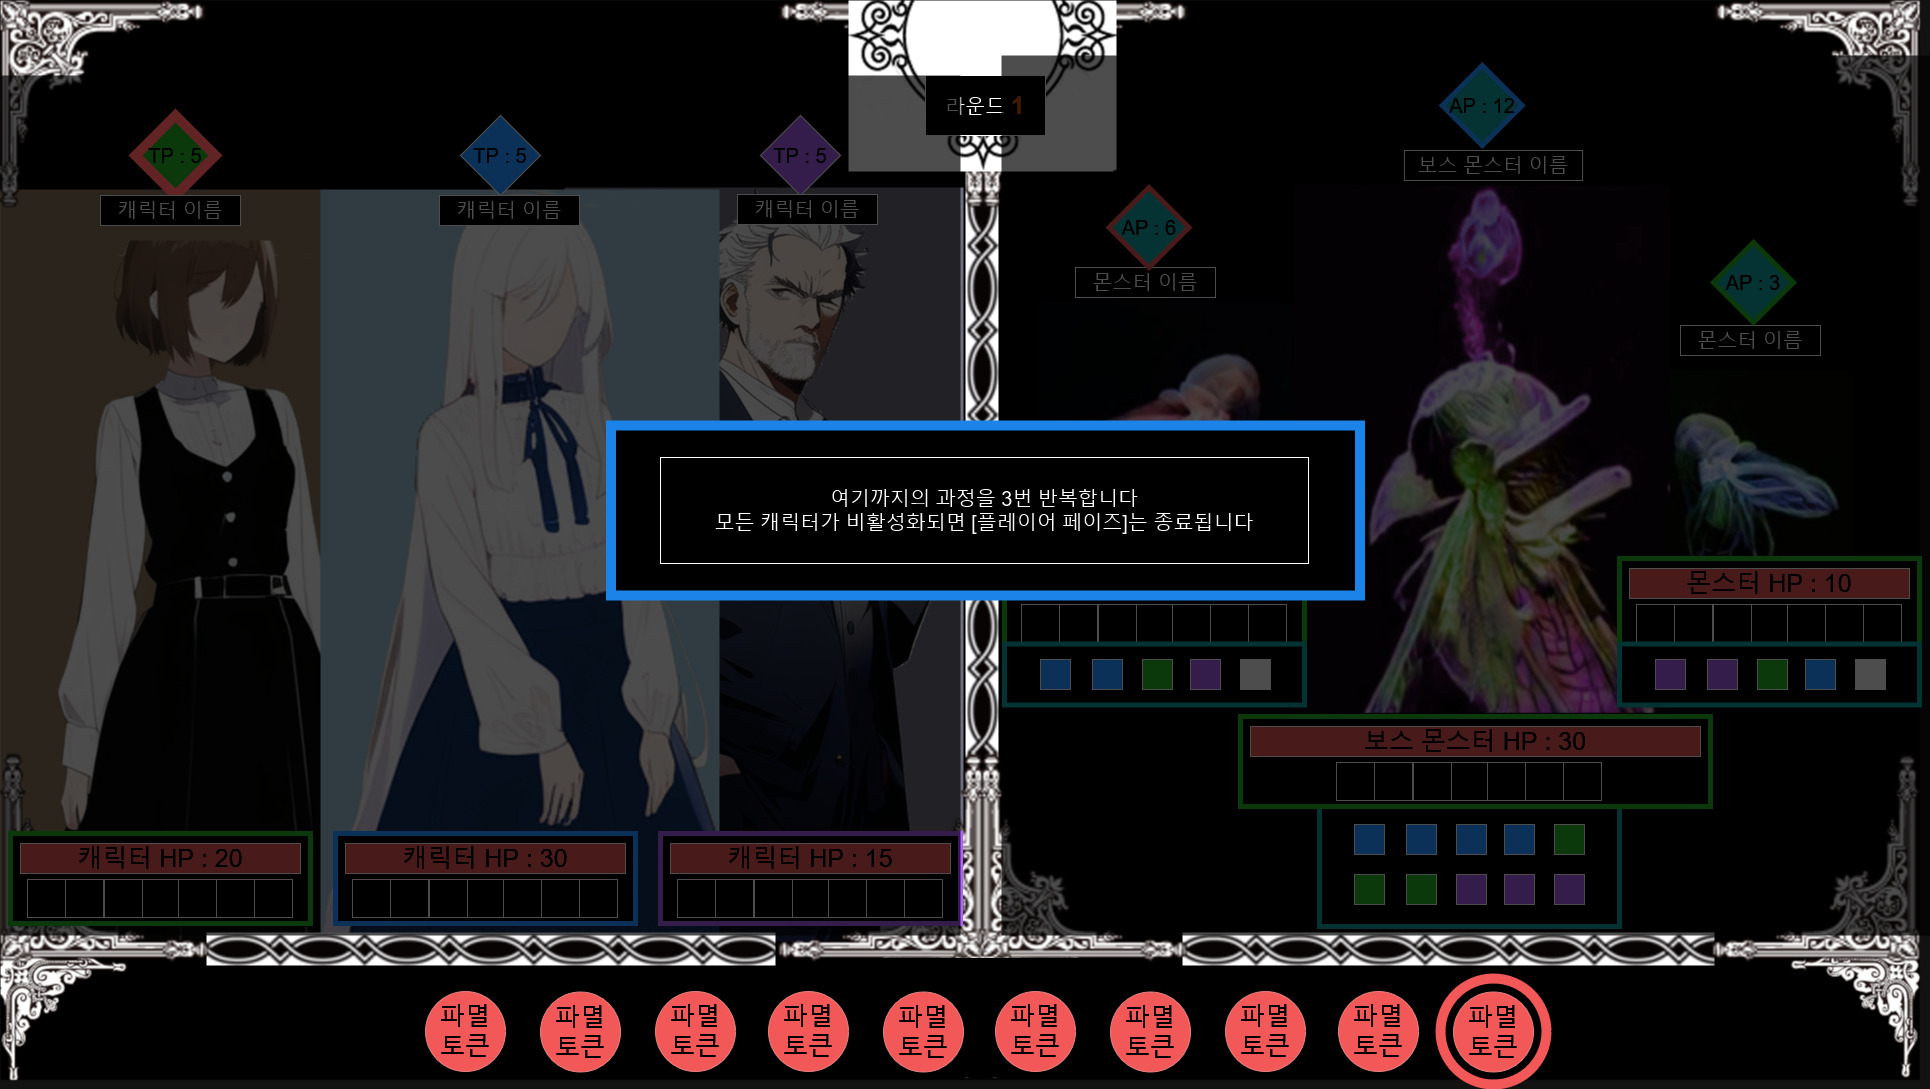 라운드 1
AP : 12
보스 몬스터 이름
TP : 5
TP : 5
TP : 5
캐릭터 이름
캐릭터 이름
캐릭터 이름
AP : 6
몬스터 이름
AP : 3
몬스터 이름
여기까지의 과정을 3번 반복합니다
모든 캐릭터가 비활성화되면 [플레이어 페이즈]는 종료됩니다
몬스터 HP : 10
보스 몬스터 HP : 30
캐릭터 HP : 20
캐릭터 HP : 30
캐릭터 HP : 15
파멸
토큰
파멸
토큰
파멸
토큰
파멸
토큰
파멸
토큰
파멸
토큰
파멸
토큰
파멸
토큰
파멸
토큰
파멸
토큰